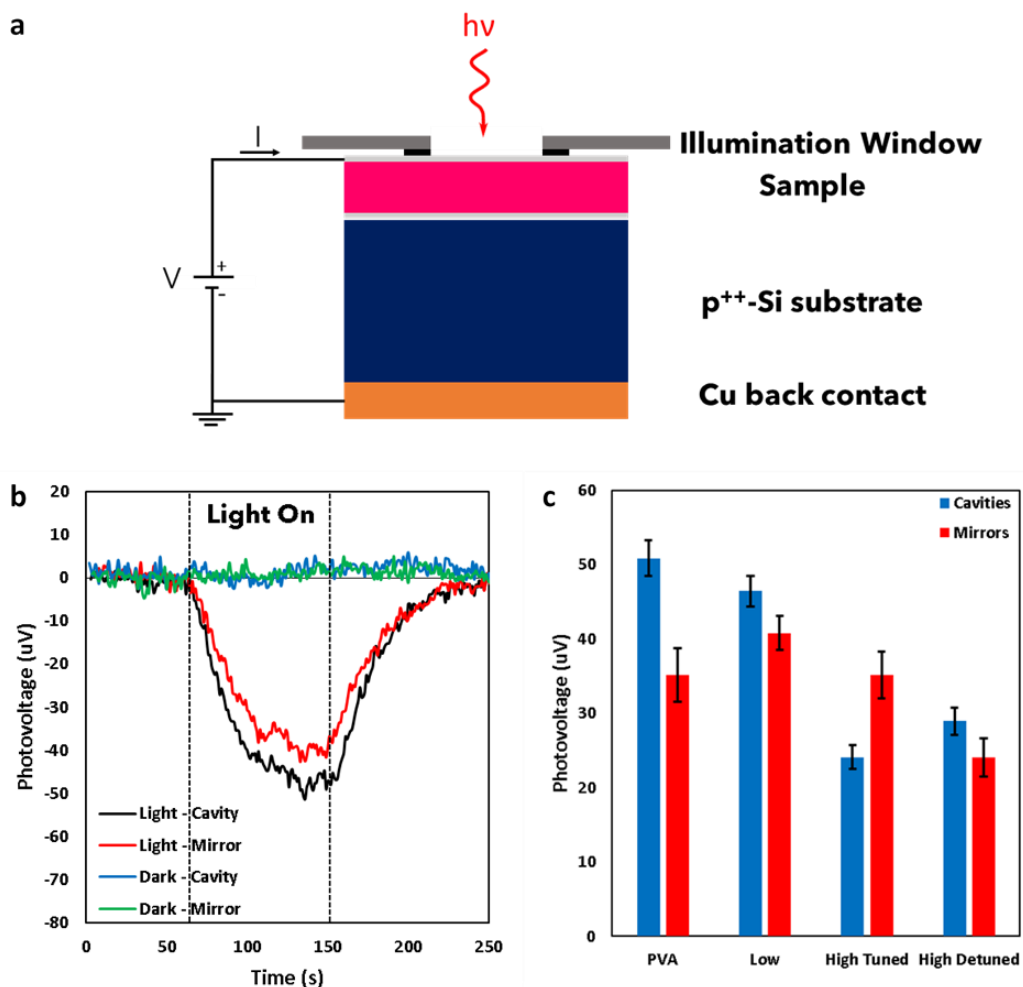 a
hν
I
Illumination Window
Sample
V
+
-
p++-Si substrate
Cu back contact
b
20
10
0
-10
-20
-30
-40
-50
-60
-70
-80
Photovoltage (uV)
Light On
Light - Cavity
Light - Mirror
Dark - Cavity
Dark - Mirror
0 50 100 150 200 250
Time (s)
c
60
50
40
30
20
10
0
Photovoltage (uV)
Cavities
Mirrors
PVA Low High Tuned High Detuned